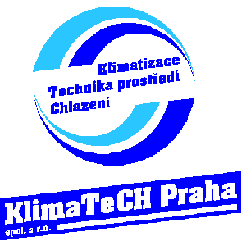 Klimatizace
Technika prostředí
Chlazení
KlimaTeCH Praha
spol. s r.o.